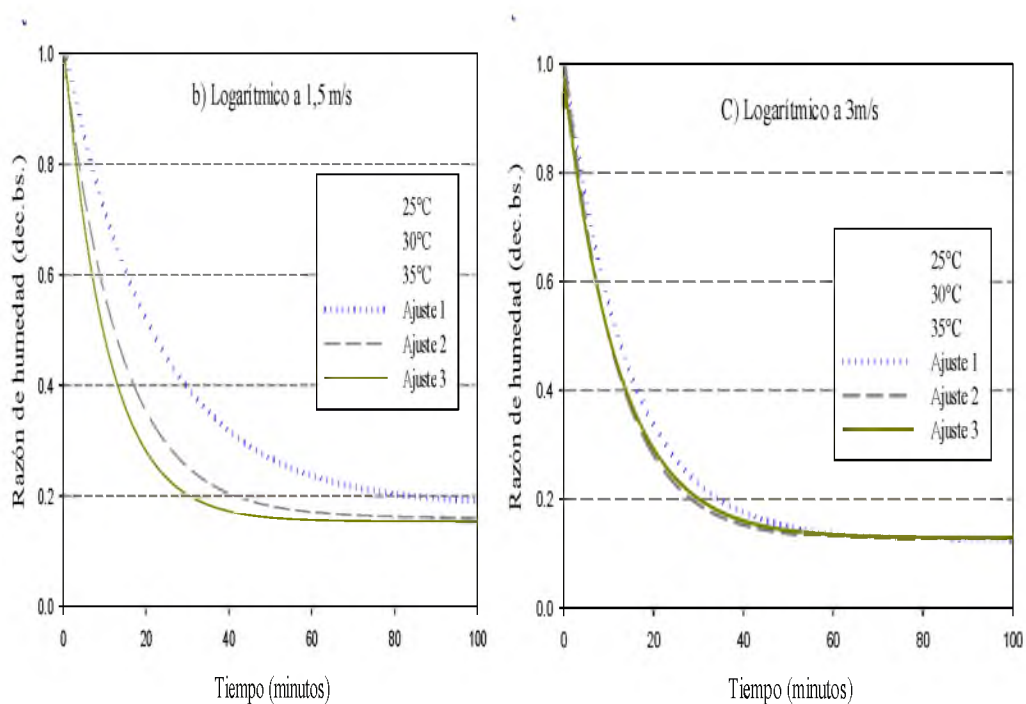 b) Logarítmico a 1,5 m/s
Razón de humedad (dec.bs.)
1.0
0.8
0.6
0.4
0.2
0.0
25°C
30°C
35°C
Ajuste 1
Ajuste 2
Ajuste 3
0
20
40
60
80
100
Tiempo (minutos)
C) Logarítmico a 3m/s
Razón de humedad (dec.bs.)
1.0
0.8
0.6
0.4
0.2
0.0
25°C
30°C
35°C
Ajuste 1
Ajuste 2
Ajuste 3
0
20
40
60
80
100
Tiempo (minutos)